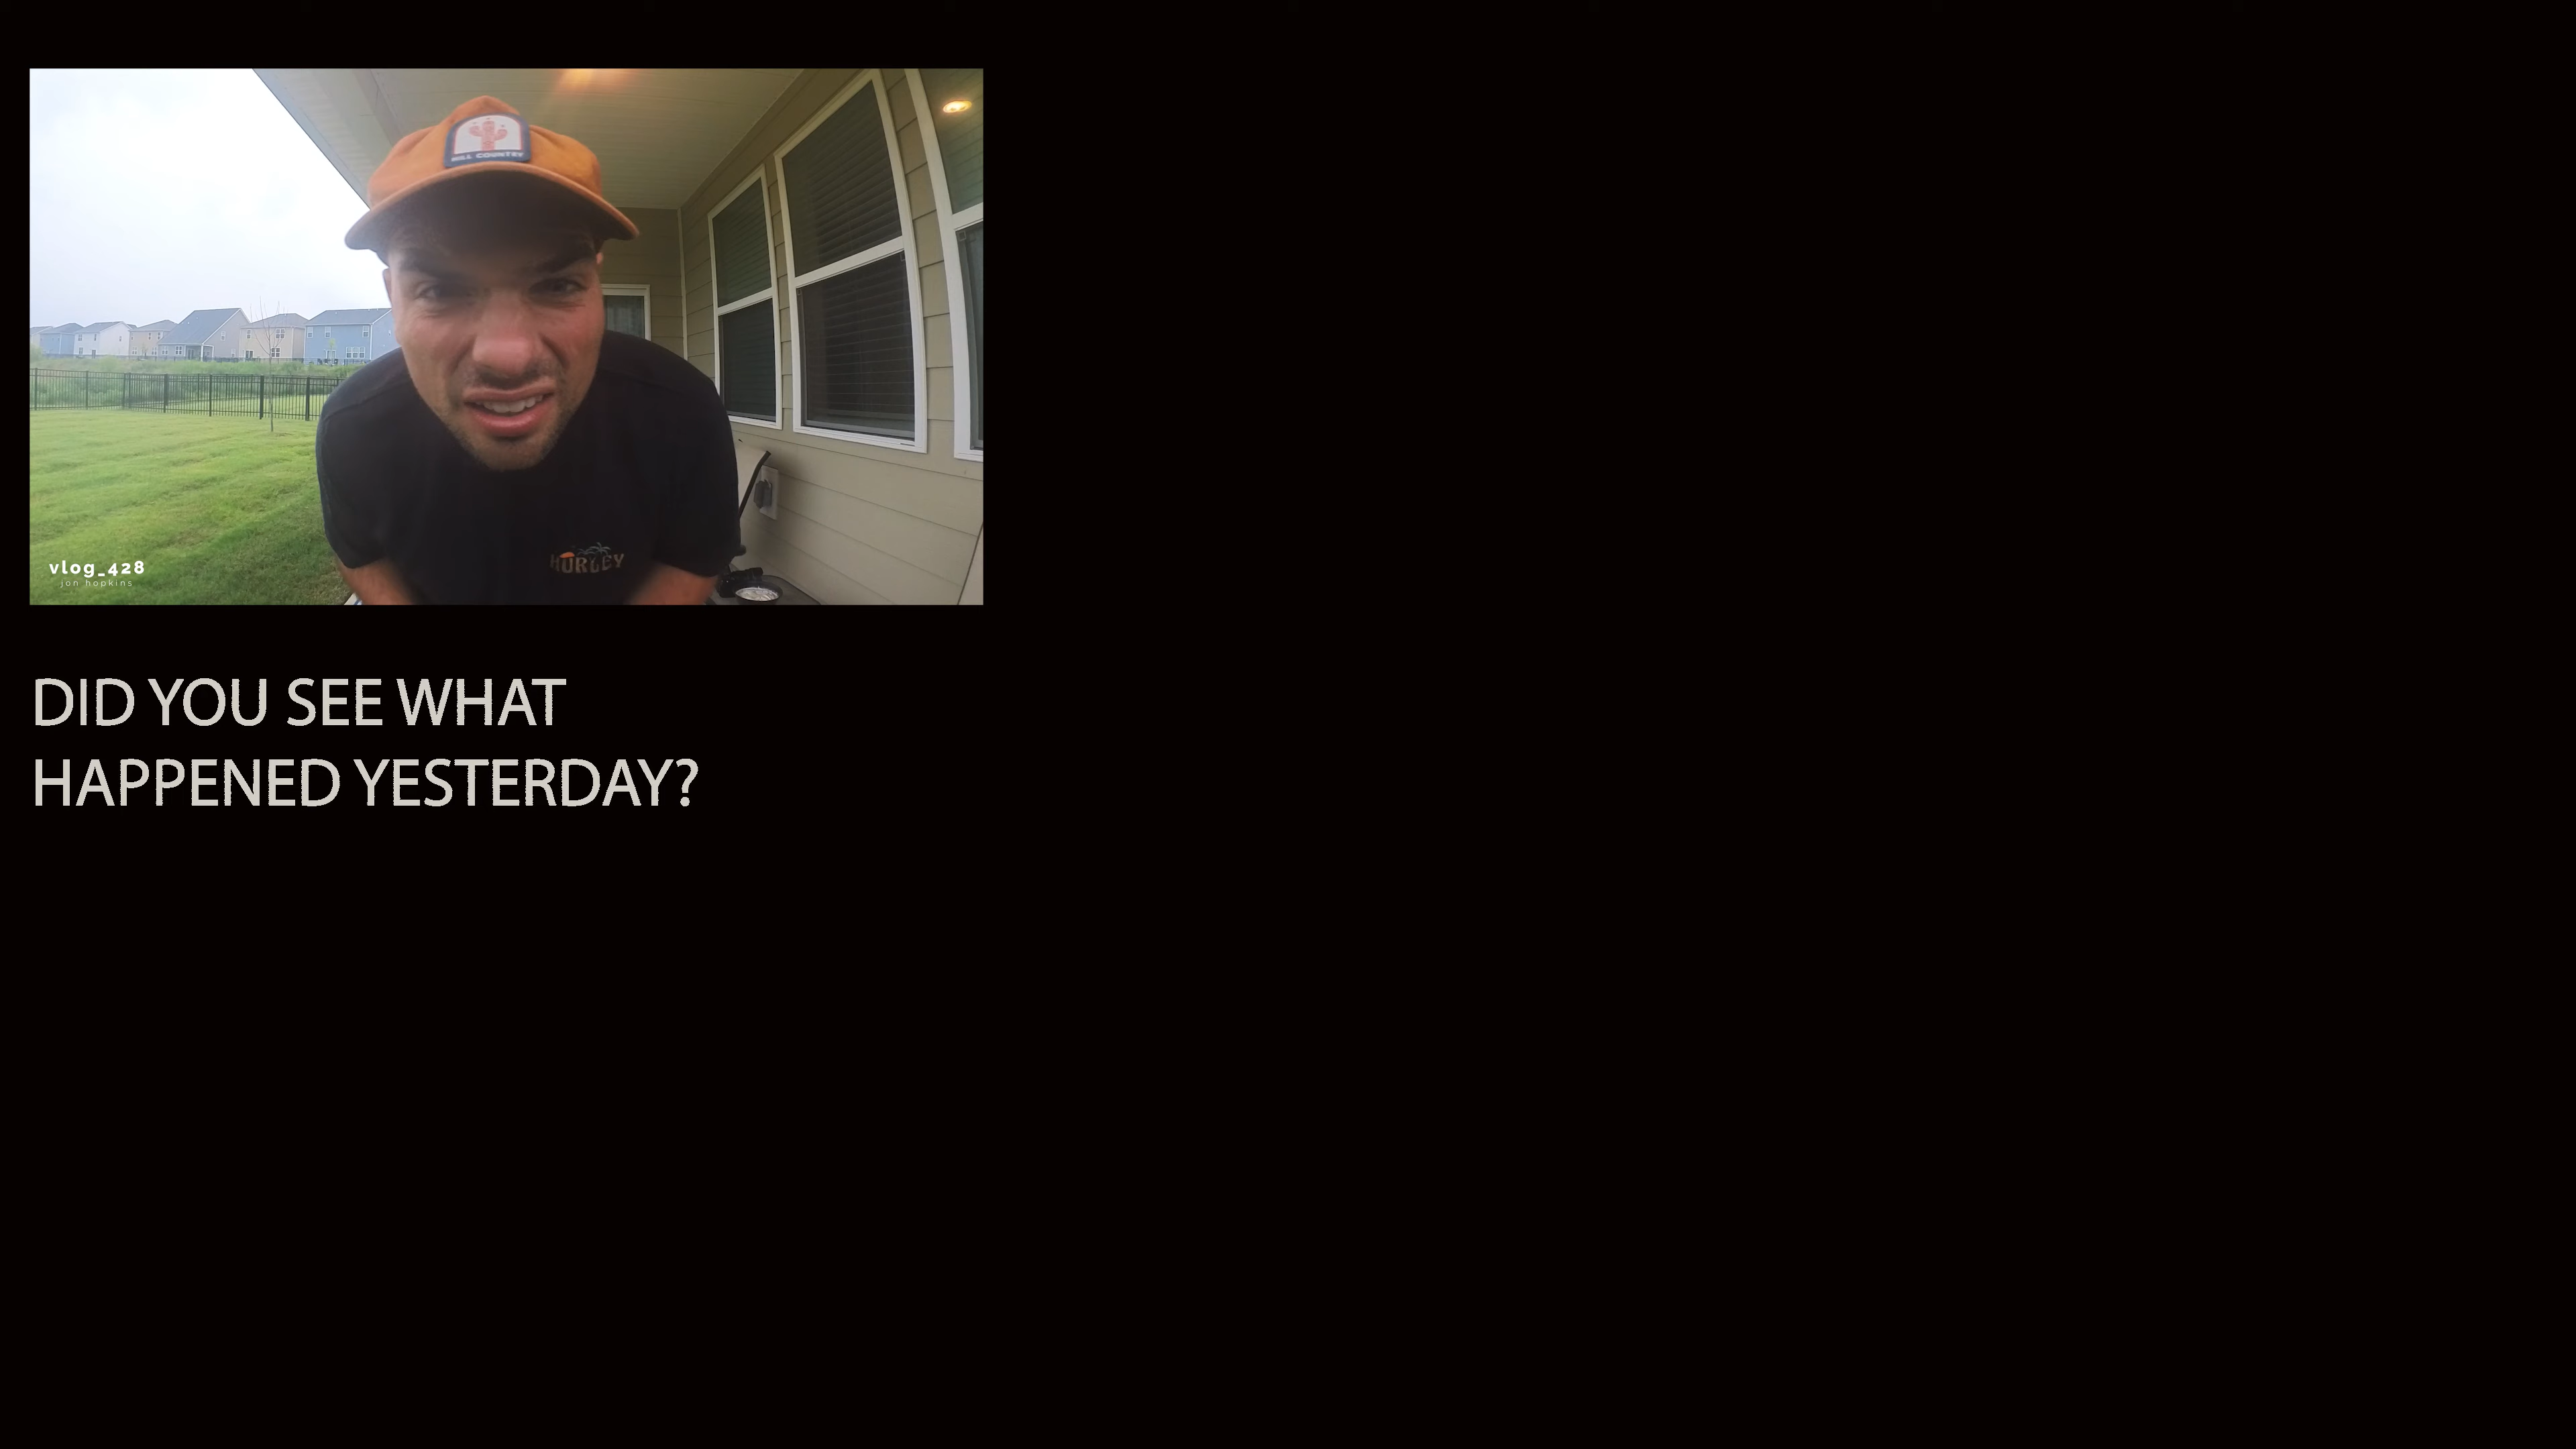 HILL COUNTRY
HURLEY
vlog_428
jon hopkins
DID YOU SEE WHAT
HAPPENED YESTERDAY?